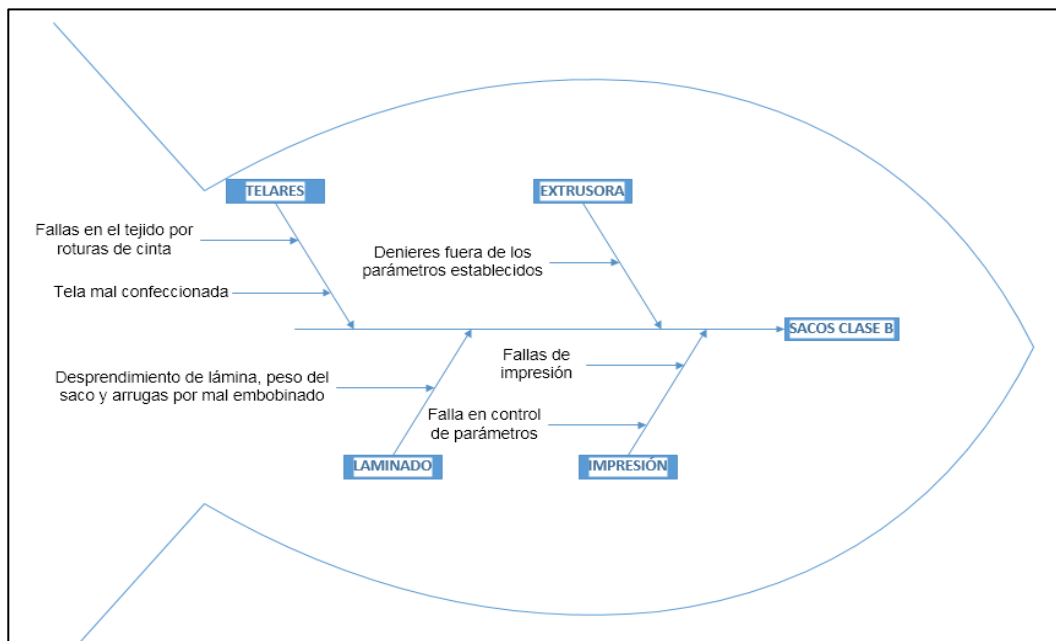 TELARES
EXTRUSORA
Fallas en el tejido por
roturas de cinta
Denieres fuera de los
parámetros establecidos
Tela mal confeccionada
SACOS CLASE B
Fallas de
impresión
Desprendimiento de lámina, peso del
saco y arrugas por mal embobinado
Falla en control
de parámetros
LAMINADO
IMPRESIÓN